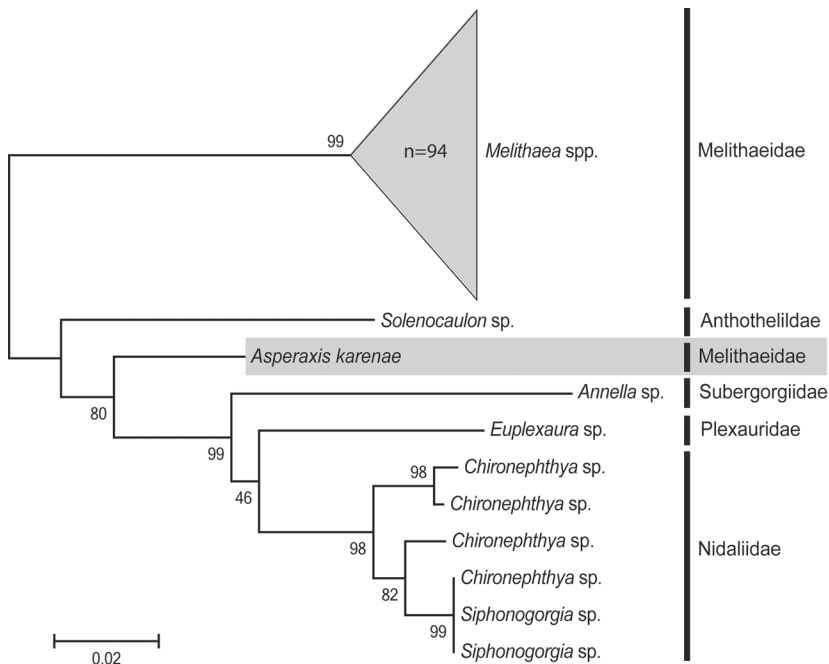 99
n=94
Melithaea spp.
Melithaeidae
Solenocaulon sp.
Anthothelildae
Asperaxis karenae
Melithaeidae
Annella sp.
Subergorgiidae
80
Euplexaura sp.
Plexauridae
99
98
Chironephthya sp.
46
Chironephthya sp.
Chironephthya sp.
98
Nidaliidae
Chironephthya sp.
82
Siphonogorgia sp.
99
Siphonogorgia sp.
0.02